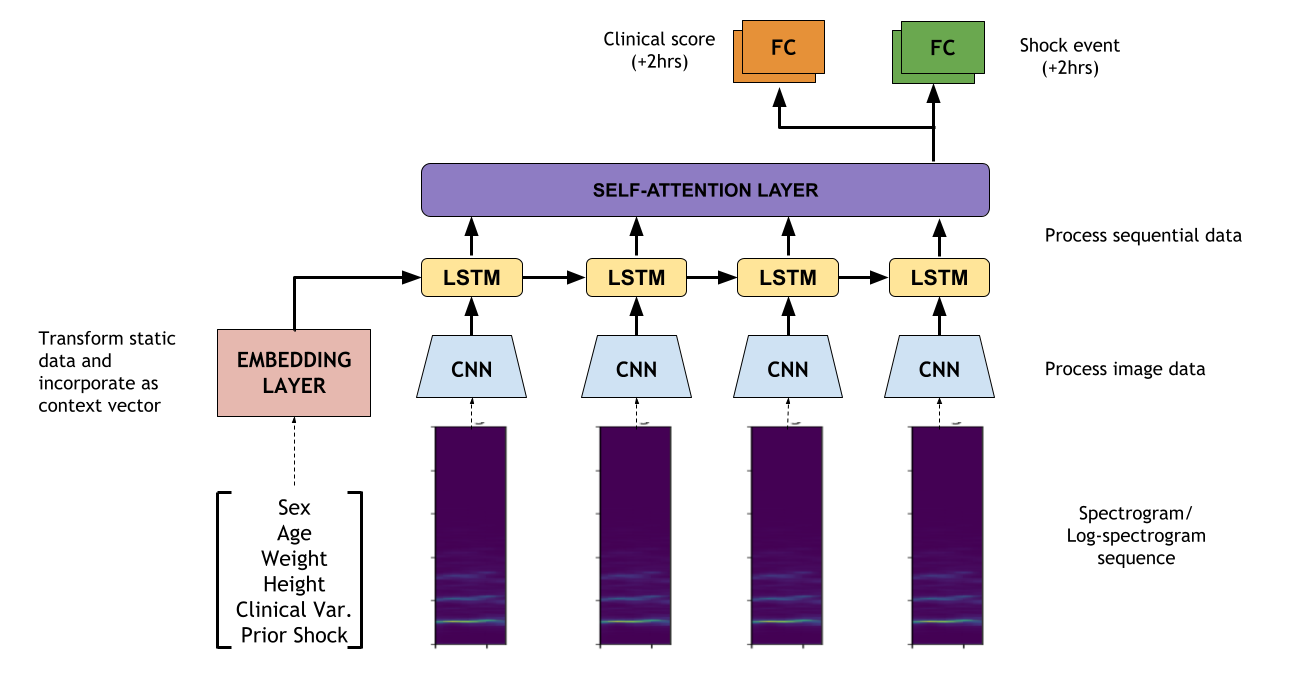 Clinical score
(+2hrs)
FC
FC
Shock event
(+2hrs)
SELF-ATTENTION LAYER
Process sequential data
LSTM
LSTM
LSTM
LSTM
Transform static
data and
incorporate as
context vector
EMBEDDING
LAYER
CNN
CNN
CNN
CNN
Process image data
Sex
Age
Weight
Height
Clinical Var.
Prior Shock
Spectrogram/
Log-spectrogram
sequence